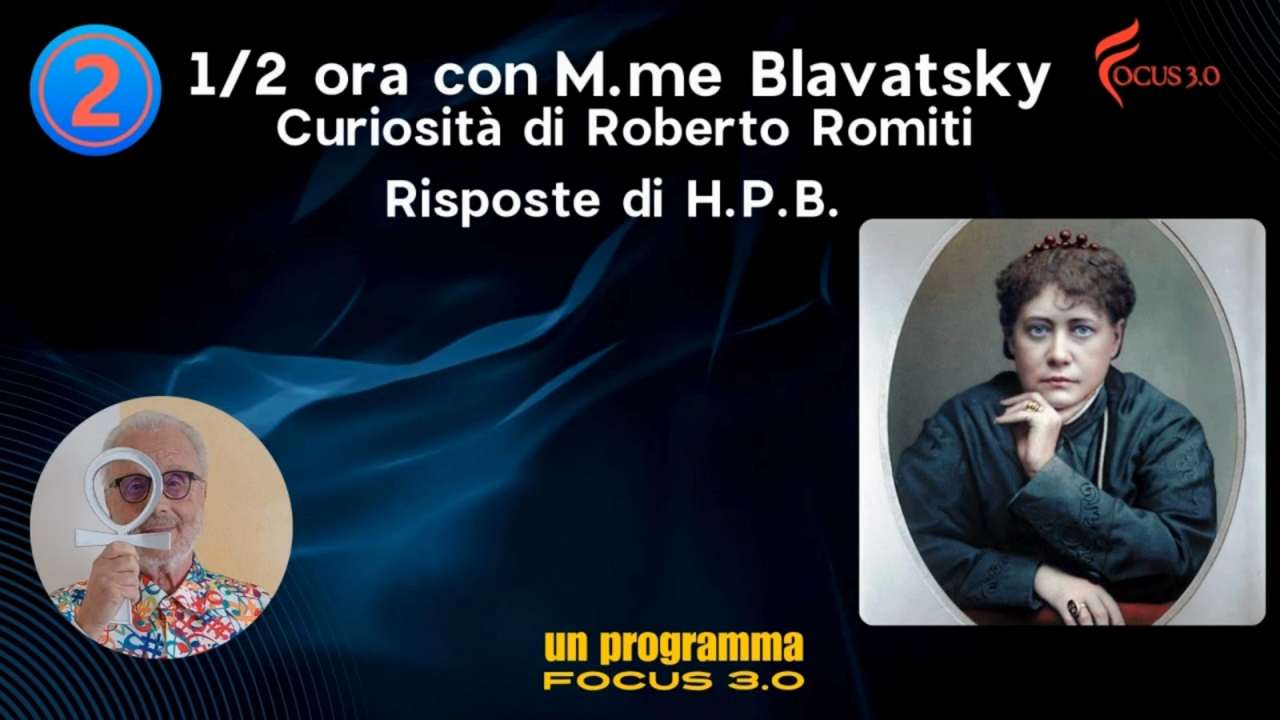 2
1/2 ora con M.me Blavatsky
FOCUS 3.0
Curiosità di Roberto Romiti
Risposte di H.P.B.
un programma
FOCUS 3.0